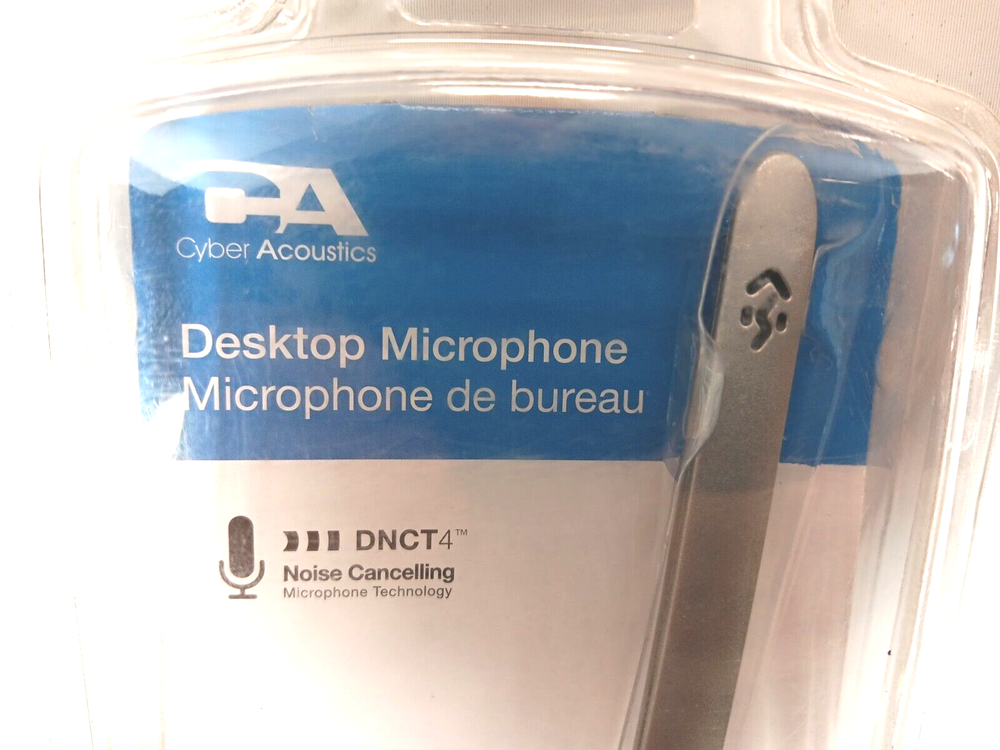 CA
Cyber Acoustics
Desktop Microphone
Microphone de bureau
DNCT4™
Noise Cancelling
Microphone Technology